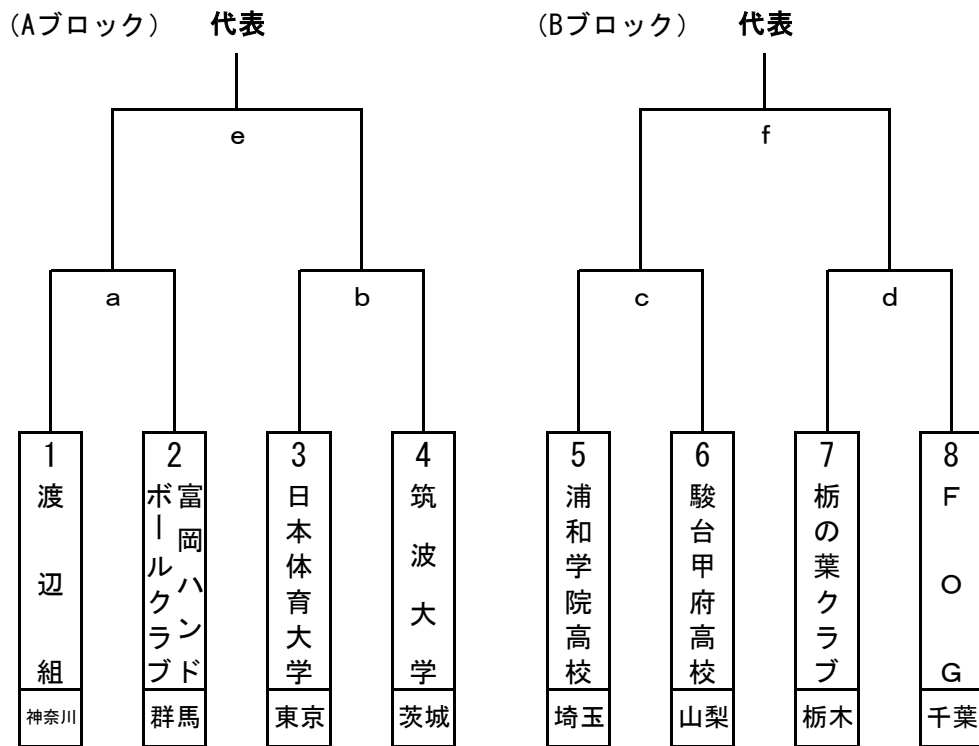 (Aブロック) 代表
e
a
b
1
渡辺組
神奈川
2
富岡ハンド
ボールクラブ
群馬
3
日本体育大学
東京
4
筑波大学
茨城
(Bブロック) 代表
f
c
d
5
浦和学院高校
埼玉
6
駿台甲府高校
山梨
7
栃の葉クラブ
栃木
8
FOG
千葉